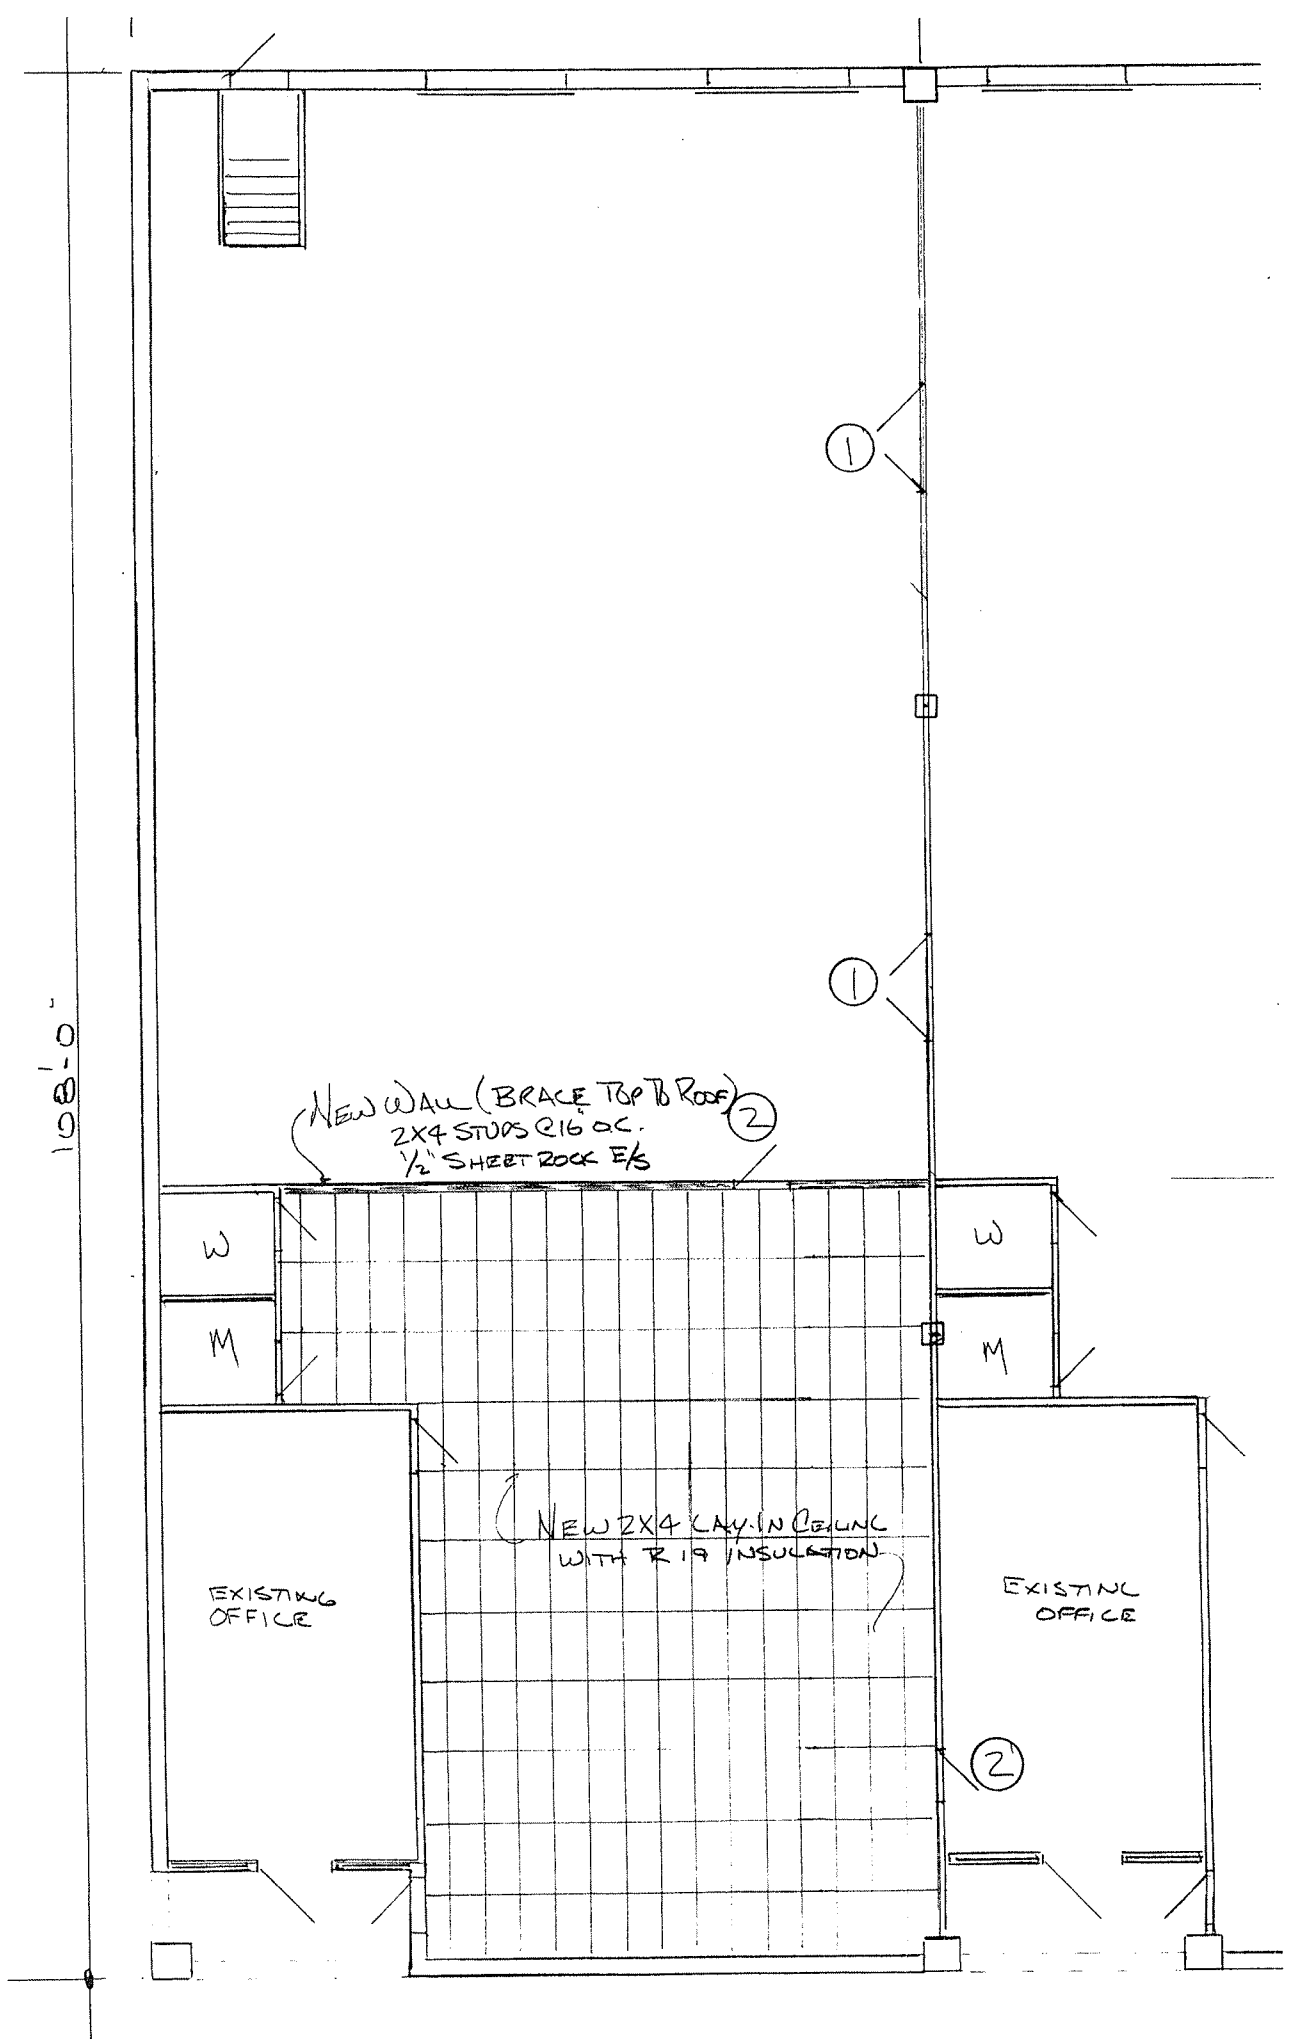 1
1
108'-0"
NEW WALL (BRACE TOP TO ROOF)
2
2X4 STUDS @16" O.C.
1/2" SHEET ROCK E/S
W
W
M
M
NEW 2X4 LAY-IN CEILING
WITH R 19 INSULATION
EXISTING
OFFICE
EXISTING
OFFICE
2